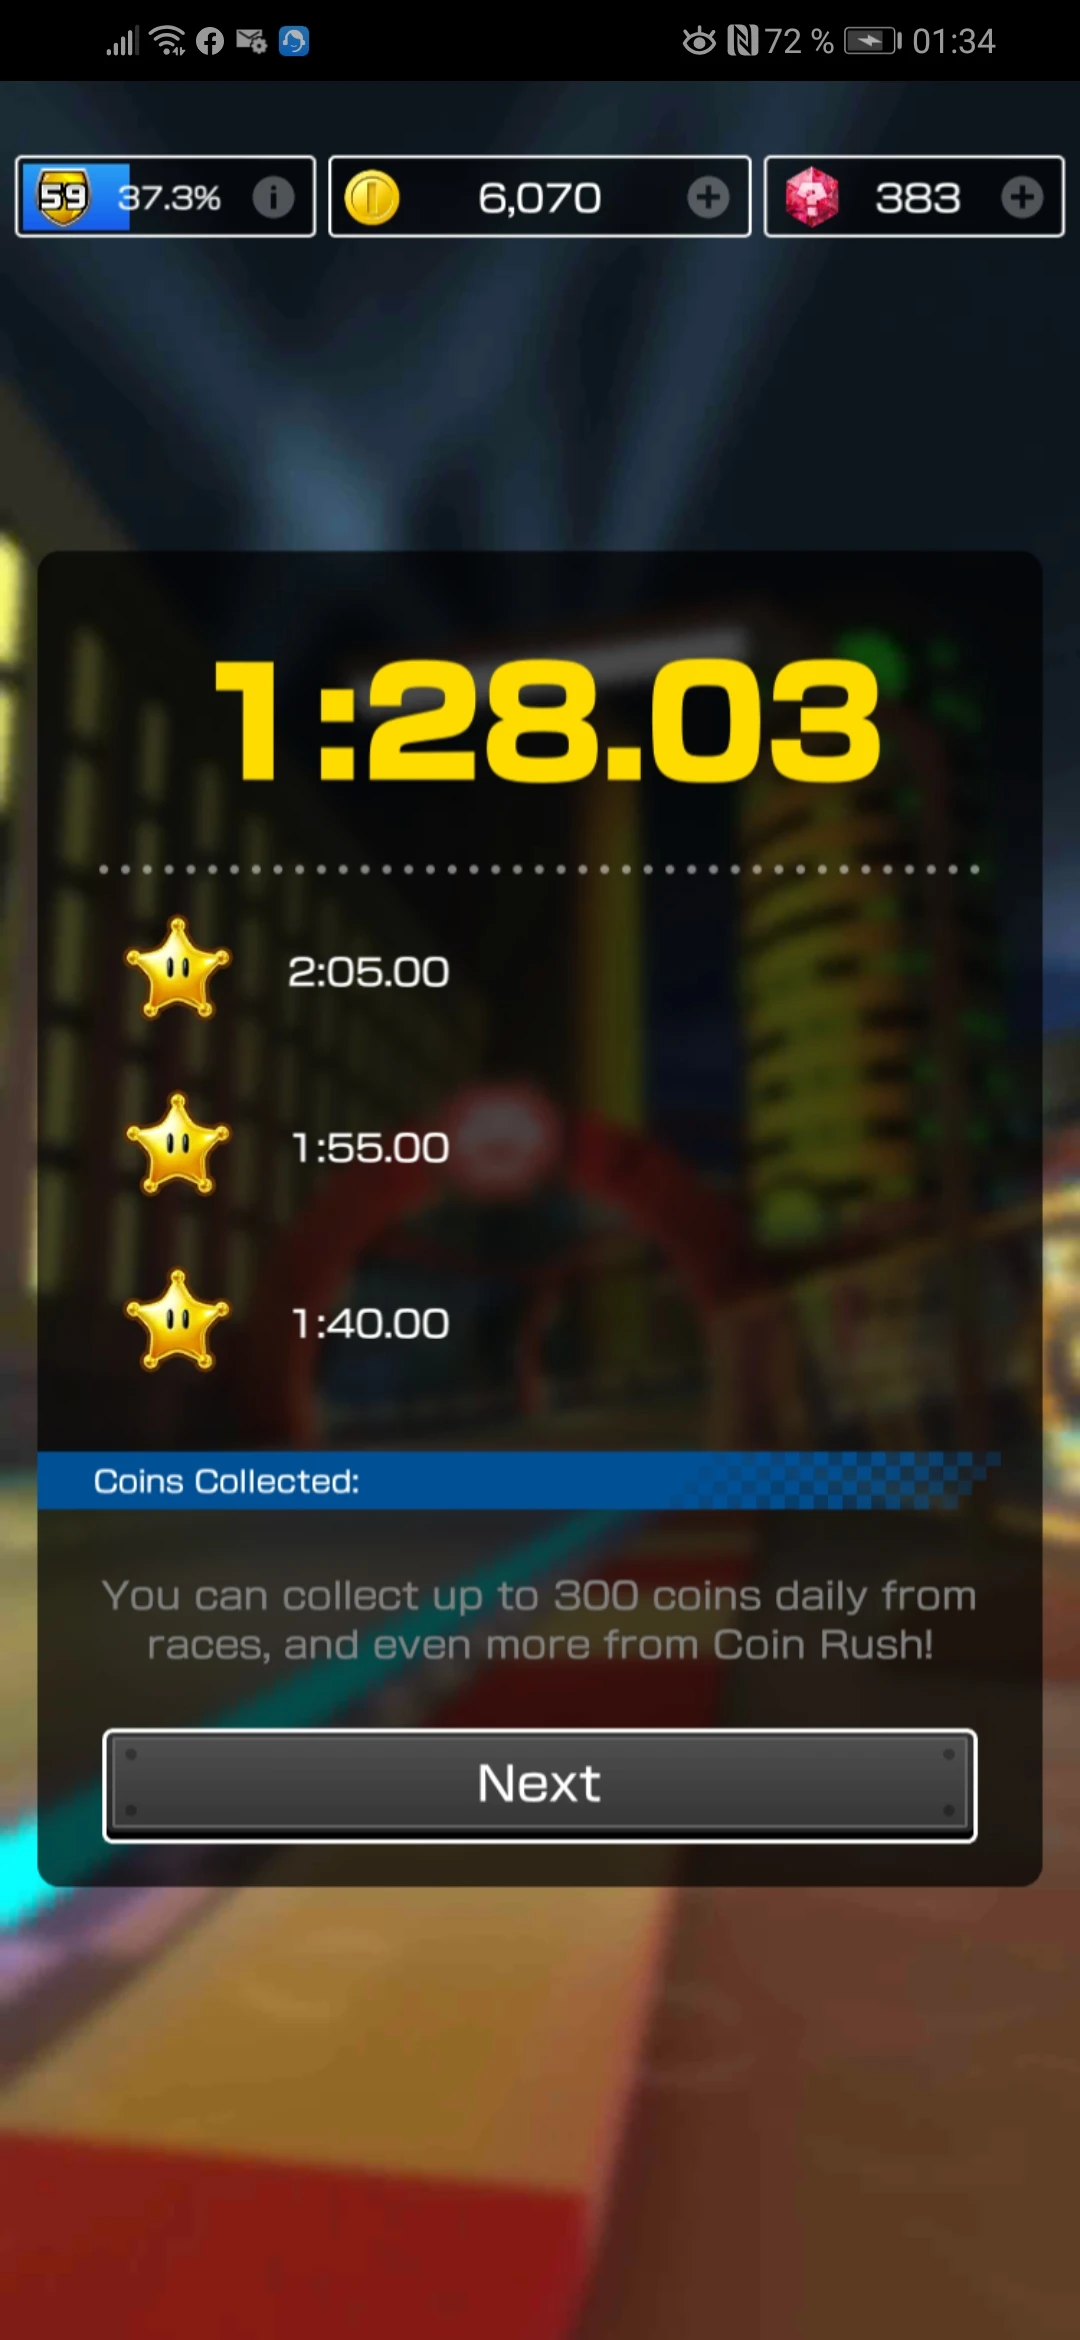 72 % 01:34
59 37.3% i 6,070 + ? 383 +
1:28.03
2:05.00
1:55.00
1:40.00
Coins Collected:
You can collect up to 300 coins daily from
races, and even more from Coin Rush!
Next